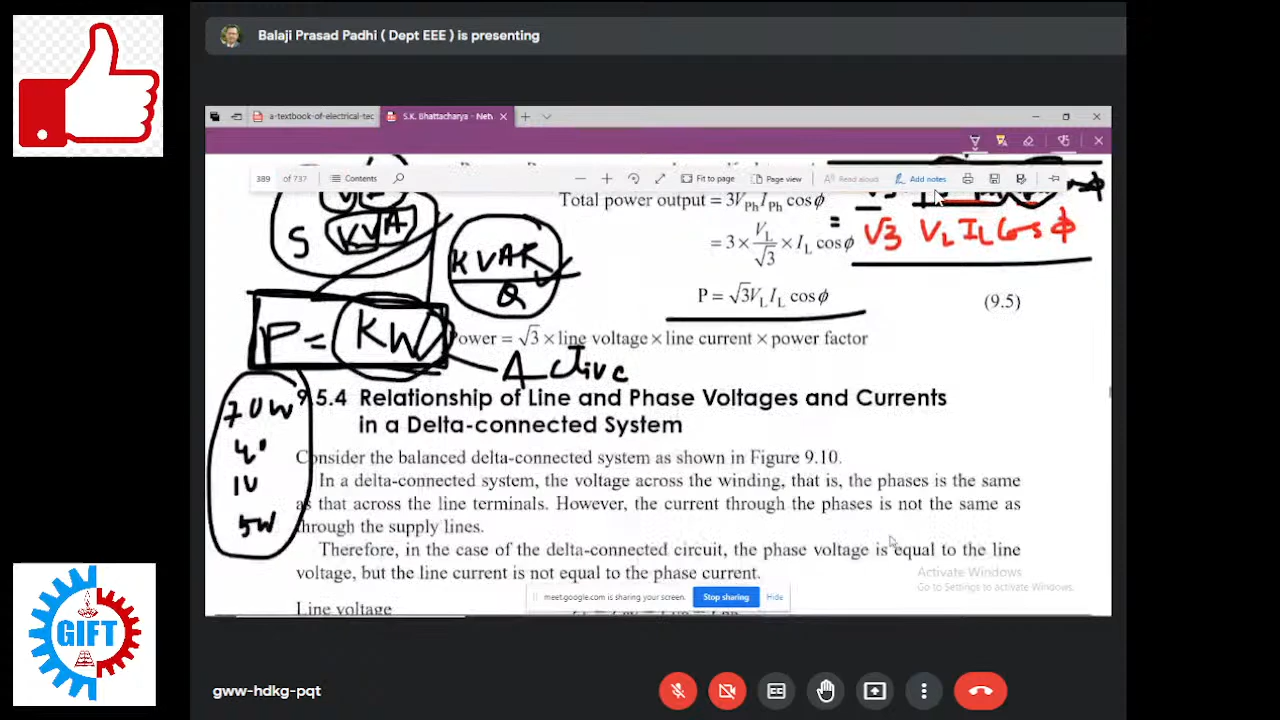 Balaji Prasad Padhi ( Dept EEE ) is presenting
a-textbook-of-electrical-tec
S.K. Bhattacharya - Neh
389 of 737
Contents
Fit to page
Page view
Read aloud
Add notes
Total power output = 3V_Ph I_Ph cos ϕ
= 3 × V_L/√3 × I_L cos ϕ
= √3 V_L I_L Cos ϕ
P = √3V_L I_L cos ϕ (9.5)
Power = √3 × line voltage × line current × power factor
S KVA
KVAR
Q
P = KW
Active
70W
40
10
5W
9.5.4 Relationship of Line and Phase Voltages and Currents
in a Delta-connected System
Consider the balanced delta-connected system as shown in Figure 9.10.
In a delta-connected system, the voltage across the winding, that is, the phases is the same
as that across the line terminals. However, the current through the phases is not the same as
through the supply lines.
Therefore, in the case of the delta-connected circuit, the phase voltage is equal to the line
voltage, but the line current is not equal to the phase current.
Line voltage
Activate Windows
Go to Settings to activate Windows.
meet.google.com is sharing your screen.
Stop sharing
Hide
GIFT
gww-hdkg-pqt